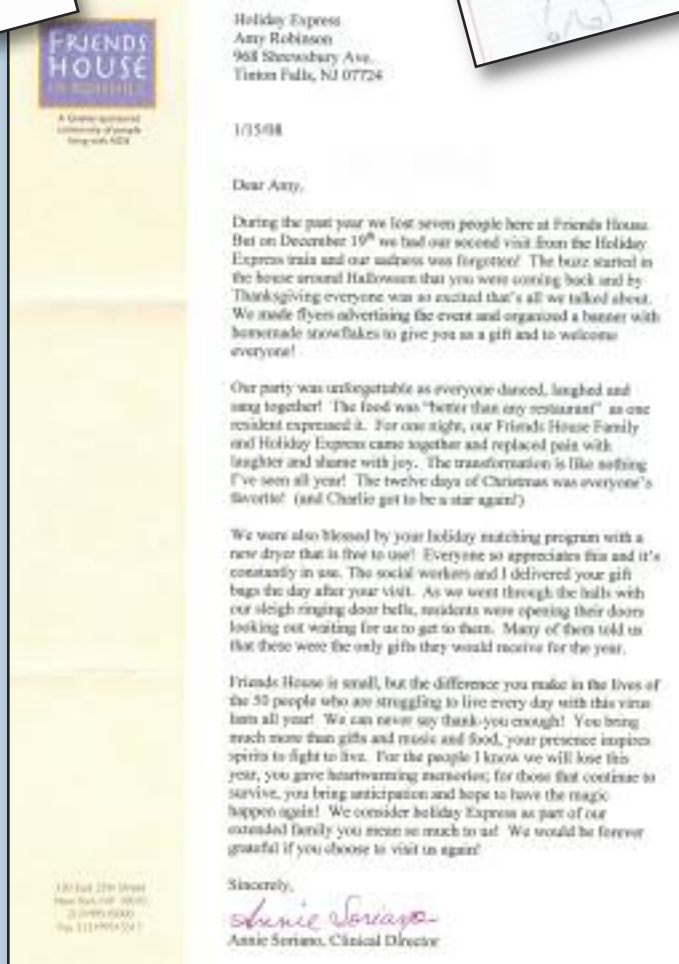 FRIENDS
HOUSE
Holiday Express
Amy Robinson
968 Shrewsbury Ave.
Tinton Falls, NJ 07724
1/15/08
Dear Amy,
During the past year we lost seven people here at Friends House.
But on December 19th we had our second visit from the Holiday
Express train and our sadness was forgotten! The buzz started in
the house around Halloween that you were coming back and by
Thanksgiving everyone was so excited that's all we talked about.
We made flyers advertising the event and organized a banner with
homemade snowflakes to give you as a gift and to welcome
everyone!
Our party was unforgettable as everyone danced, laughed and
sang together! The food was "better than any restaurant" as one
resident expressed it. For one night, our Friends House Family
and Holiday Express came together and replaced pain with
laughter and shame with joy. The transformation is like nothing
I've seen all year! The twelve days of Christmas was everyone's
favorite! (and Charlie got to be a star again!)
We were also blessed by your holiday matching program with a
new dryer that is free to use! Everyone so appreciates this and it's
constantly in use. The social workers and I delivered your gift
bags the day after your visit. As we went through the halls with
our sleigh ringing door bells, residents were opening their doors
looking out waiting for us to get to them. Many of them told us
that these were the only gifts they would receive for the year.
Friends House is small, but the difference you make in the lives of
the 50 people who are struggling to live every day with this virus
lasts all year! We can never say thank-you enough! You bring
much more than gifts and music and food, your presence inspires
spirits to fight to live. For the people I know we will lose this
year, you gave heartwarming memories; for those that continue to
survive, you bring anticipation and hope to have the magic
happen again! We consider holiday Express as part of our
extended family you mean so much to us! We would be forever
grateful if you choose to visit us again!
Sincerely,
Annie Soriano
Annie Soriano, Clinical Director